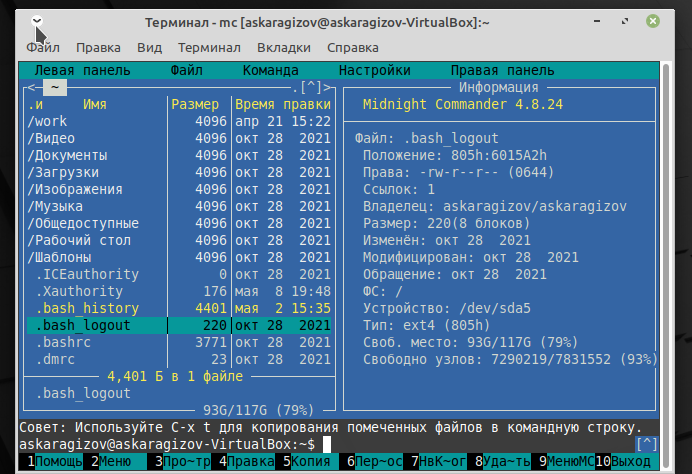 Терминал - mc [askaragizov@askaragizov-VirtualBox]:~
Файл Правка Вид Терминал Вкладки Справка
Левая панель Файл Команда Настройки Правая панель
<— ~ .[^]>
.и Имя Размер Время правки
/work 4096 апр 21 15:22
/Видео 4096 окт 28 2021
/Документы 4096 окт 28 2021
/Загрузки 4096 окт 28 2021
/Изображения 4096 окт 28 2021
/Музыка 4096 окт 28 2021
/Общедоступные 4096 окт 28 2021
/Рабочий стол 4096 окт 28 2021
/Шаблоны 4096 окт 28 2021
.ICEauthority 0 окт 28 2021
.Xauthority 176 мая 8 19:48
.bash_history 4401 мая 2 15:35
.bash_logout 220 окт 28 2021
.bashrc 3771 окт 28 2021
.dmrc 23 окт 28 2021
4,401 Б в 1 файле
.bash_logout
93G/117G (79%)
Информация
Midnight Commander 4.8.24
Файл: .bash_logout
Положение: 805h:6015A2h
Права: -rw-r--r-- (0644)
Ссылок: 1
Владелец: askaragizov/askaragizov
Размер: 220(8 блоков)
Изменён: окт 28 2021
Модифицирован: окт 28 2021
Обращение: окт 28 2021
ФС: /
Устройство: /dev/sda5
Тип: ext4 (805h)
Своб. место: 93G/117G (79%)
Свободно узлов: 7290219/7831552 (93%)
Совет: Используйте C-x t для копирования помеченных файлов в командную строку.
askaragizov@askaragizov-VirtualBox:~$ [^]
1Помощь 2Меню 3Про~тр 4Правка 5Копия 6Пер~ос 7НвК~ог 8Уда~ть 9МенюМС 10Выход